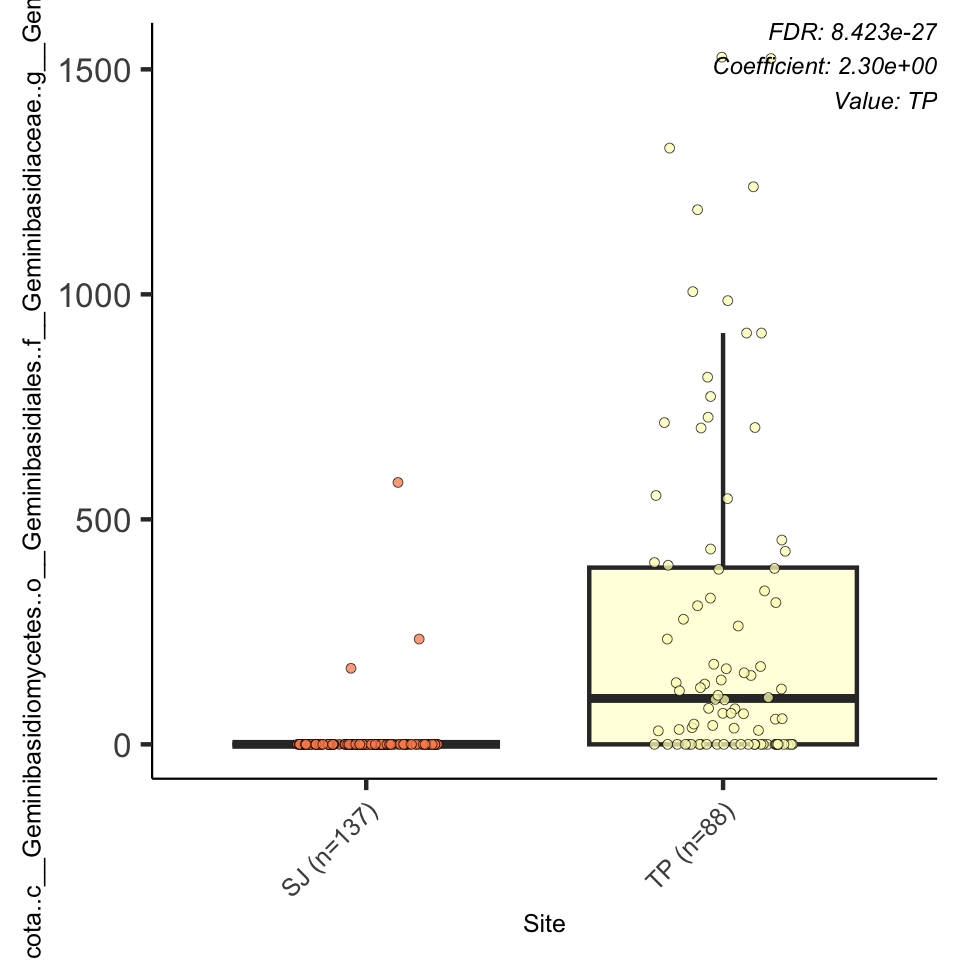 FDR: 8.423e-27
Coefficient: 2.30e+00
Value: TP
cota..c__Geminibasidiomycetes..o__Geminibasidiales..f__Geminibasidiaceae..g__Gem
1500
1000
500
0
SJ (n=137)
TP (n=88)
Site